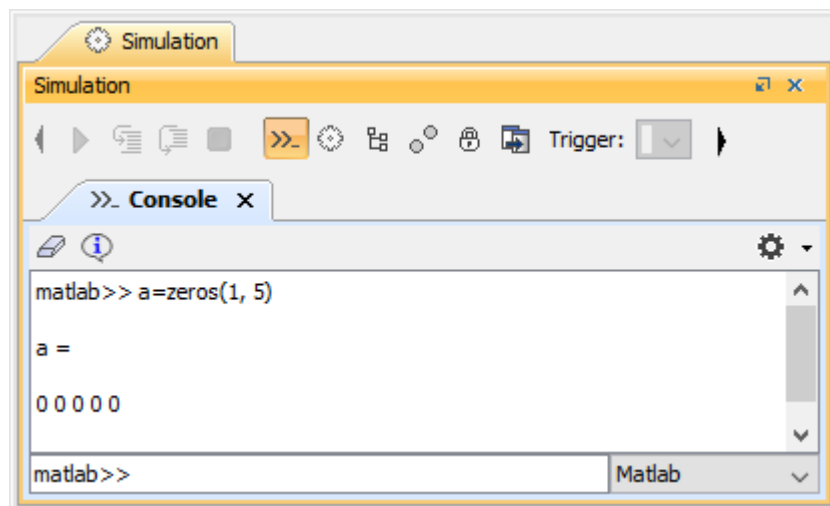 Simulation
Simulation
Trigger:
>>_ Console x
matlab>> a=zeros(1, 5)
a =
0 0 0 0 0
matlab>> Matlab